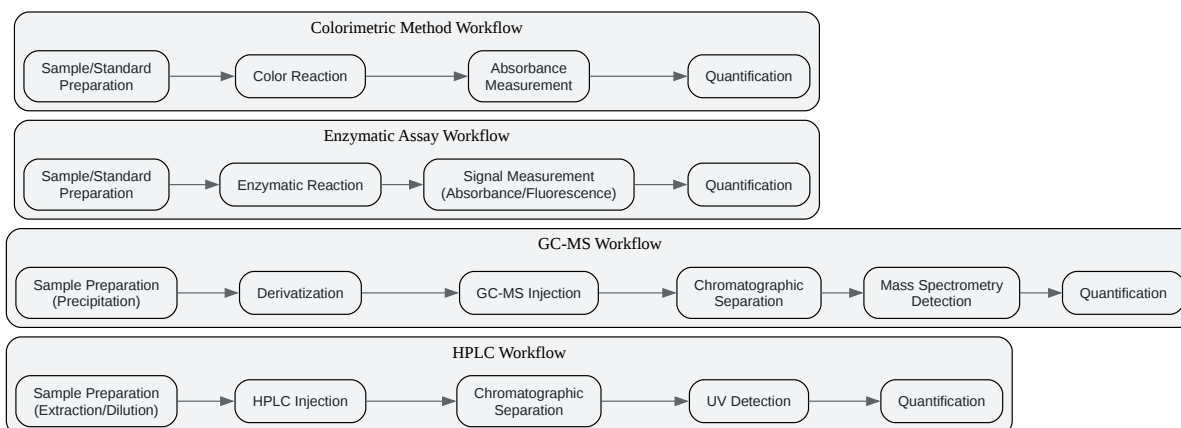 Colorimetric Method Workflow
Sample/Standard
Preparation
Color Reaction
Absorbance
Measurement
Quantification
Enzymatic Assay Workflow
Sample/Standard
Preparation
Enzymatic Reaction
Signal Measurement
(Absorbance/Fluorescence)
Quantification
GC-MS Workflow
Sample Preparation
(Precipitation)
Derivatization
GC-MS Injection
Chromatographic
Separation
Mass Spectrometry
Detection
Quantification
HPLC Workflow
Sample Preparation
(Extraction/Dilution)
HPLC Injection
Chromatographic
Separation
UV Detection
Quantification